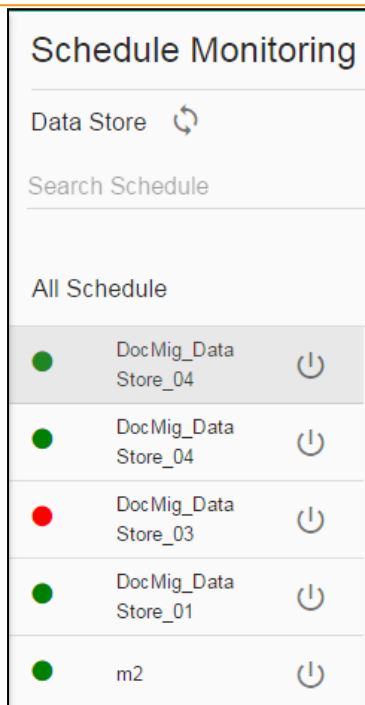 Schedule Monitoring
Data Store
Search Schedule
All Schedule
DocMig_Data
Store_04
DocMig_Data
Store_04
DocMig_Data
Store_03
DocMig_Data
Store_01
m2